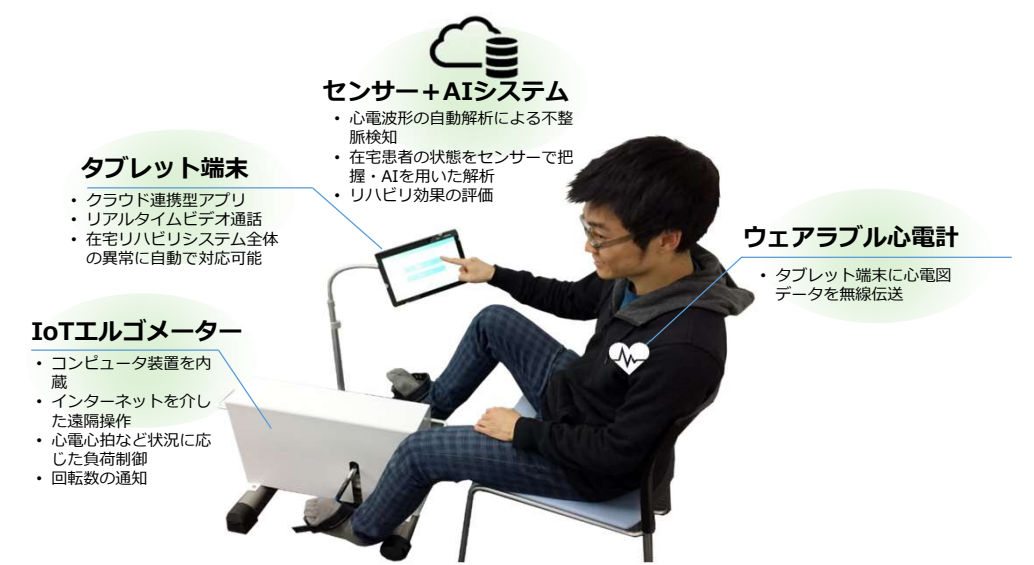 センサー＋AIシステム
• 心電波形の自動解析による不整
脈検知
• 在宅患者の状態をセンサーで把
握・AIを用いた解析
• リハビリ効果の評価
タブレット端末
• クラウド連携型アプリ
• リアルタイムビデオ通話
• 在宅リハビリシステム全体
の異常に自動で対応可能
ウェアラブル心電計
• タブレット端末に心電図
データを無線伝送
IoTエルゴメーター
• コンピュータ装置を内
蔵
• インターネットを介し
た遠隔操作
• 心電心拍など状況に応
じた負荷制御
• 回転数の通知